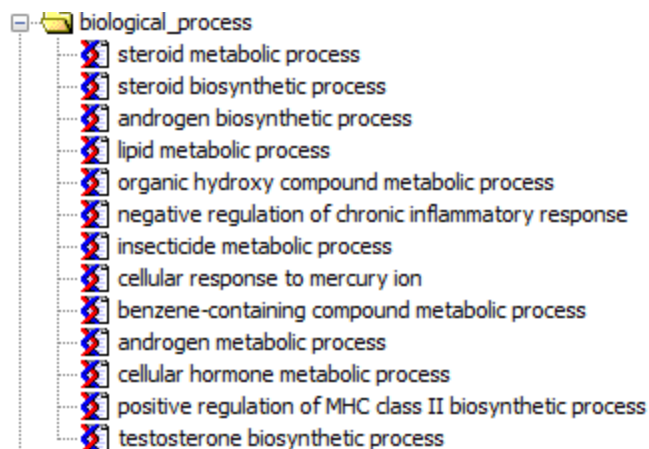 biological_process
steroid metabolic process
steroid biosynthetic process
androgen biosynthetic process
lipid metabolic process
organic hydroxy compound metabolic process
negative regulation of chronic inflammatory response
insecticide metabolic process
cellular response to mercury ion
benzene-containing compound metabolic process
androgen metabolic process
cellular hormone metabolic process
positive regulation of MHC class II biosynthetic process
testosterone biosynthetic process